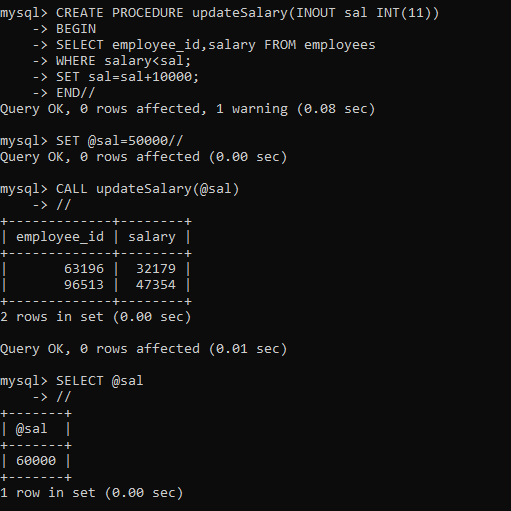 mysql> CREATE PROCEDURE updateSalary(INOUT sal INT(11))
    -> BEGIN
    -> SELECT employee_id,salary FROM employees
    -> WHERE salary<sal;
    -> SET sal=sal+10000;
    -> END//
Query OK, 0 rows affected, 1 warning (0.08 sec)

mysql> SET @sal=50000//
Query OK, 0 rows affected (0.00 sec)

mysql> CALL updateSalary(@sal)
    -> //
+-------------+--------+
| employee_id | salary |
+-------------+--------+
|       63196 |  32179 |
|       96513 |  47354 |
+-------------+--------+
2 rows in set (0.00 sec)

Query OK, 0 rows affected (0.01 sec)

mysql> SELECT @sal
    -> //
+-------+
| @sal  |
+-------+
| 60000 |
+-------+
1 row in set (0.00 sec)